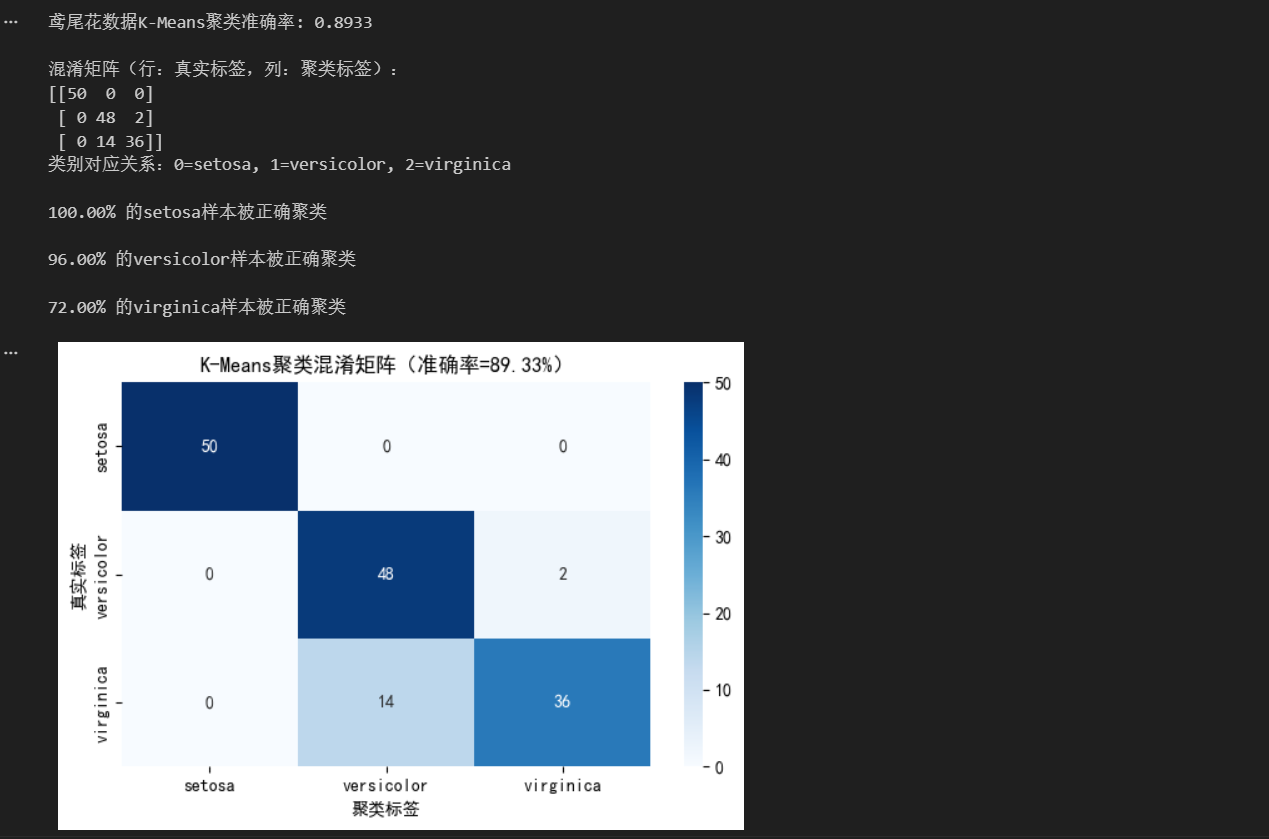 鸢尾花数据K-Means聚类准确率: 0.8933
混淆矩阵（行：真实标签，列：聚类标签）：
[[50  0  0]
 [ 0 48  2]
 [ 0 14 36]]
类别对应关系：0=setosa, 1=versicolor, 2=virginica
100.00% 的setosa样本被正确聚类
96.00% 的versicolor样本被正确聚类
72.00% 的virginica样本被正确聚类
K-Means聚类混淆矩阵（准确率=89.33%）
真实标签
setosa
50 0 0
versicolor
0 48 2
virginica
0 14 36
setosa versicolor virginica
聚类标签
50
40
30
20
10
0